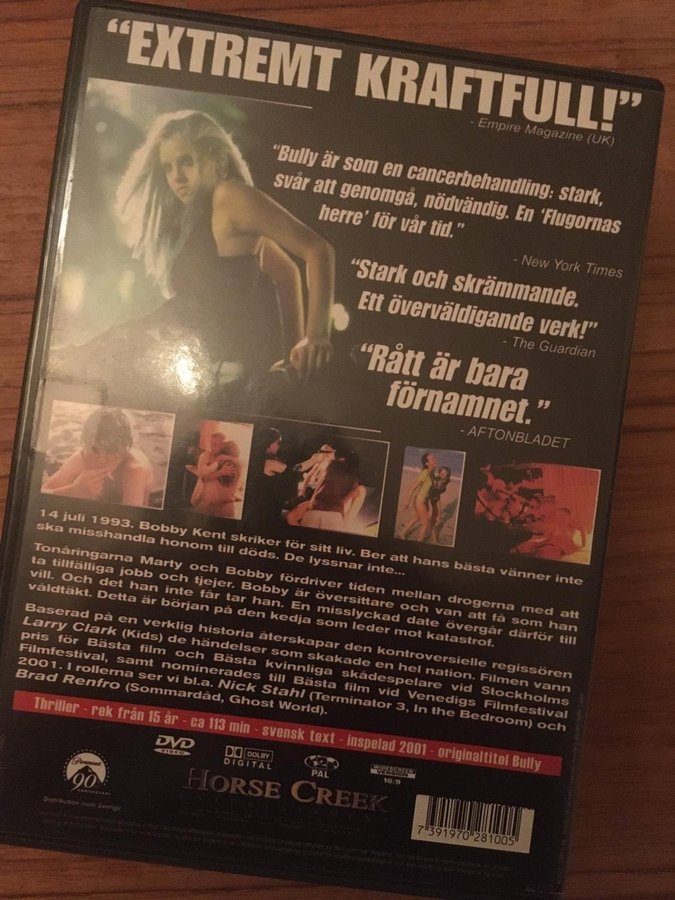 “EXTREMT KRAFTFULL!”
- Empire Magazine (UK)
“Bully är som en cancerbehandling: stark,
svår att genomgå, nödvändig. En ‘Flugornas
herre’ för vår tid.”
- New York Times
“Stark och skrämmande.
Ett överväldigande verk!”
- The Guardian
“Rått är bara
förnamnet.”
- AFTONBLADET
14 juli 1993. Bobby Kent skriker för sitt liv. Ber att hans bästa vänner inte
ska misshandla honom till döds. De lyssnar inte...
Tonåringarna Marty och Bobby fördriver tiden mellan drogerna med att
ta tillfälliga jobb och tjejer. Bobby är översittare och van att få som han
vill. Och det han inte får tar han. En misslyckad date övergår därför till
våldtäkt. Detta är början på den kedja som leder mot katastrof.
Baserad på en verklig historia återskapar den kontroversielle regissören
Larry Clark (Kids) de händelser som skakade en hel nation. Filmen vann
pris för Bästa film och Bästa kvinnliga skådespelare vid Stockholms
Filmfestival, samt nominerades till Bästa film vid Venedigs Filmfestival
2001. I rollerna ser vi bl.a. Nick Stahl (Terminator 3, In the Bedroom) och
Brad Renfro (Sommardåd, Ghost World).
Thriller - rek från 15 år - ca 113 min - svensk text - inspelad 2001 - originaltitel Bully
Paramount
90
ANNIVERSARY
Distribution inom Sverige
DVD
VIDEO
DOLBY
DIGITAL
PAL
WIDESCREEN
VERSION
16:9
HORSE CREEK
ENTERTAINMENT
7 391970 281005